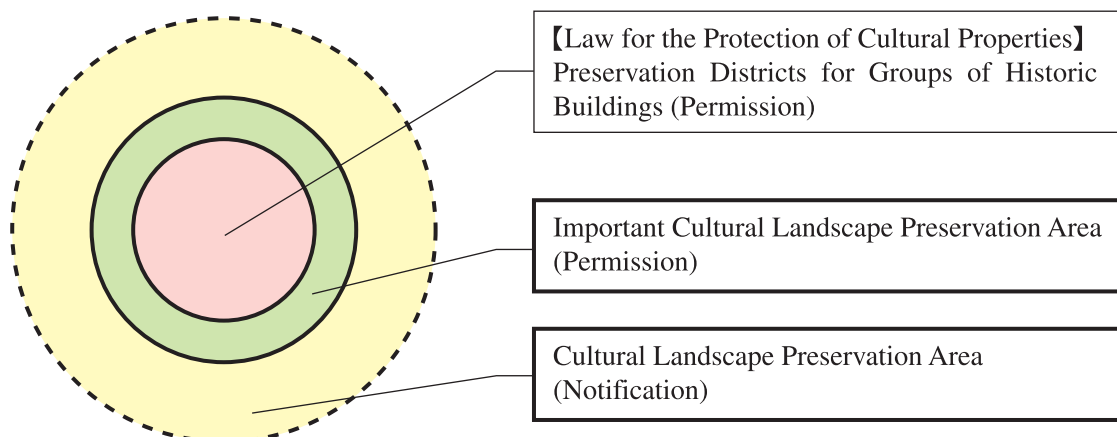 【Law for the Protection of Cultural Properties】
Preservation Districts for Groups of Historic
Buildings (Permission)
Important Cultural Landscape Preservation Area
(Permission)
Cultural Landscape Preservation Area
(Notification)